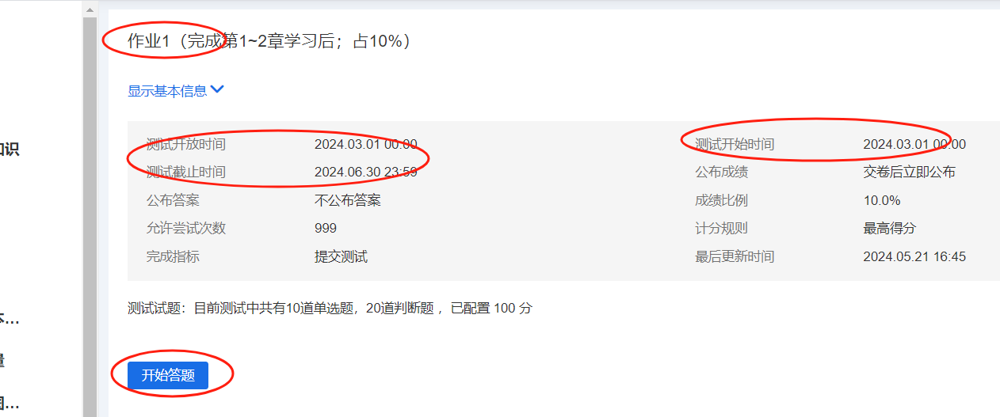 作业1（完成第1~2章学习后；占10%）
显示基本信息
测试开放时间 2024.03.01 00:00 测试开始时间 2024.03.01 00:00
知识
测试截止时间 2024.06.30 23:59 公布成绩 交卷后立即公布
公布答案 不公布答案 成绩比例 10.0%
允许尝试次数 999 计分规则 最高得分
完成指标 提交测试 最后更新时间 2024.05.21 16:45
测试试题：目前测试中共有10道单选题，20道判断题 ，已配置 100 分
本...
量
开始答题